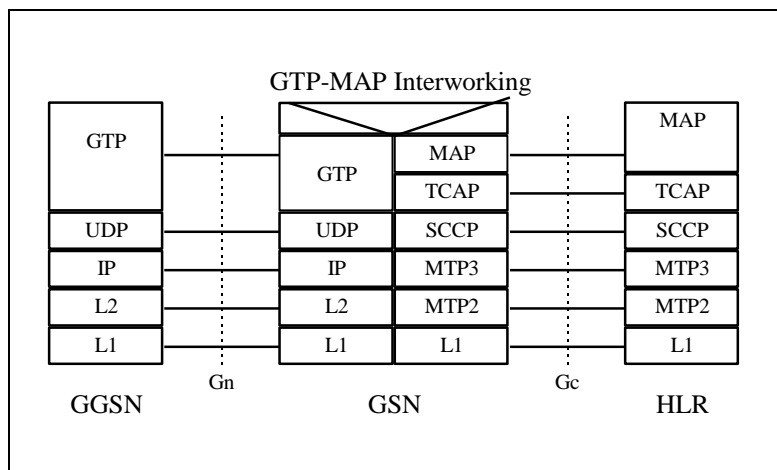 GTP-MAP Interworking
GTP
GTP
MAP
MAP
TCAP
TCAP
UDP
UDP
SCCP
SCCP
IP
IP
MTP3
MTP3
L2
L2
MTP2
MTP2
L1
L1
L1
L1
Gn
Gc
GGSN
GSN
HLR